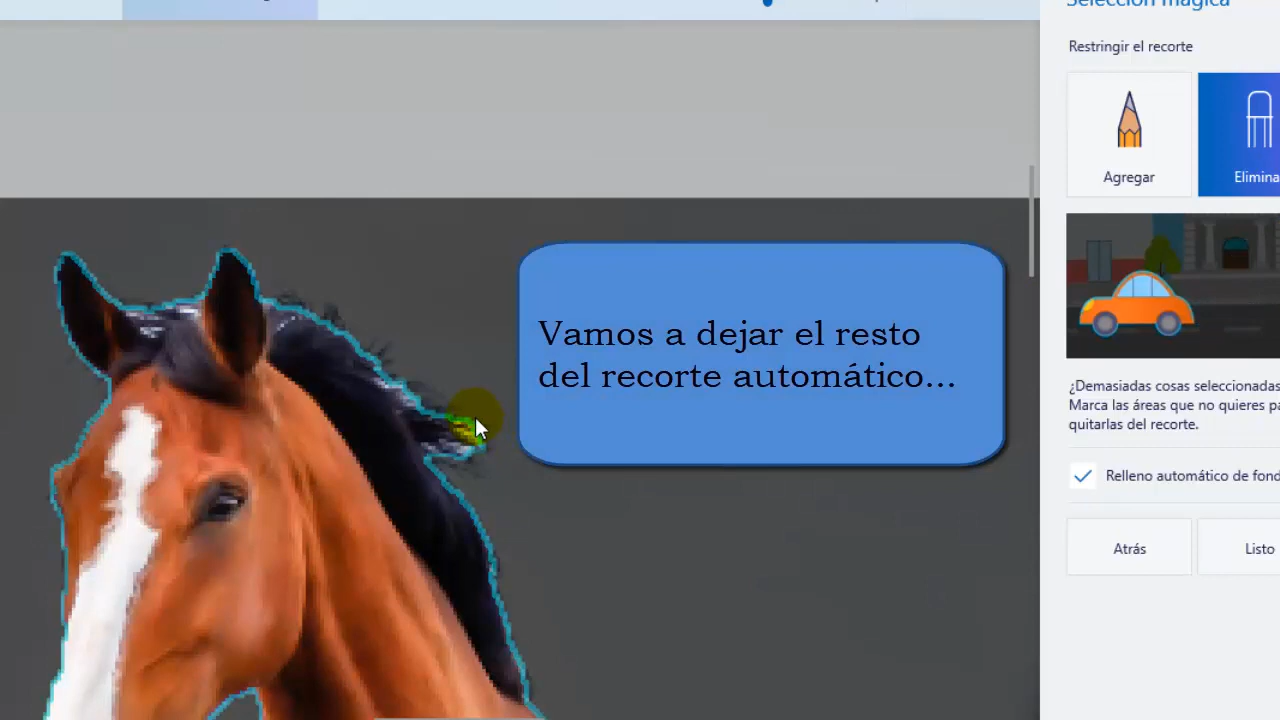 Selección mágica
Restringir el recorte
Agregar
Elimina
Vamos a dejar el resto
del recorte automático...
¿Demasiadas cosas seleccionadas
Marca las áreas que no quieres pa
quitarlas del recorte.
Relleno automático de fond
Atrás
Listo